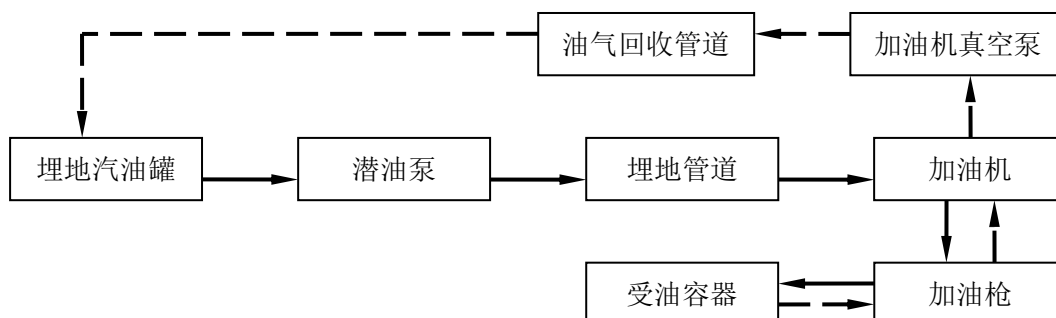 油气回收管道
加油机真空泵
埋地汽油罐
潜油泵
埋地管道
加油机
受油容器
加油枪